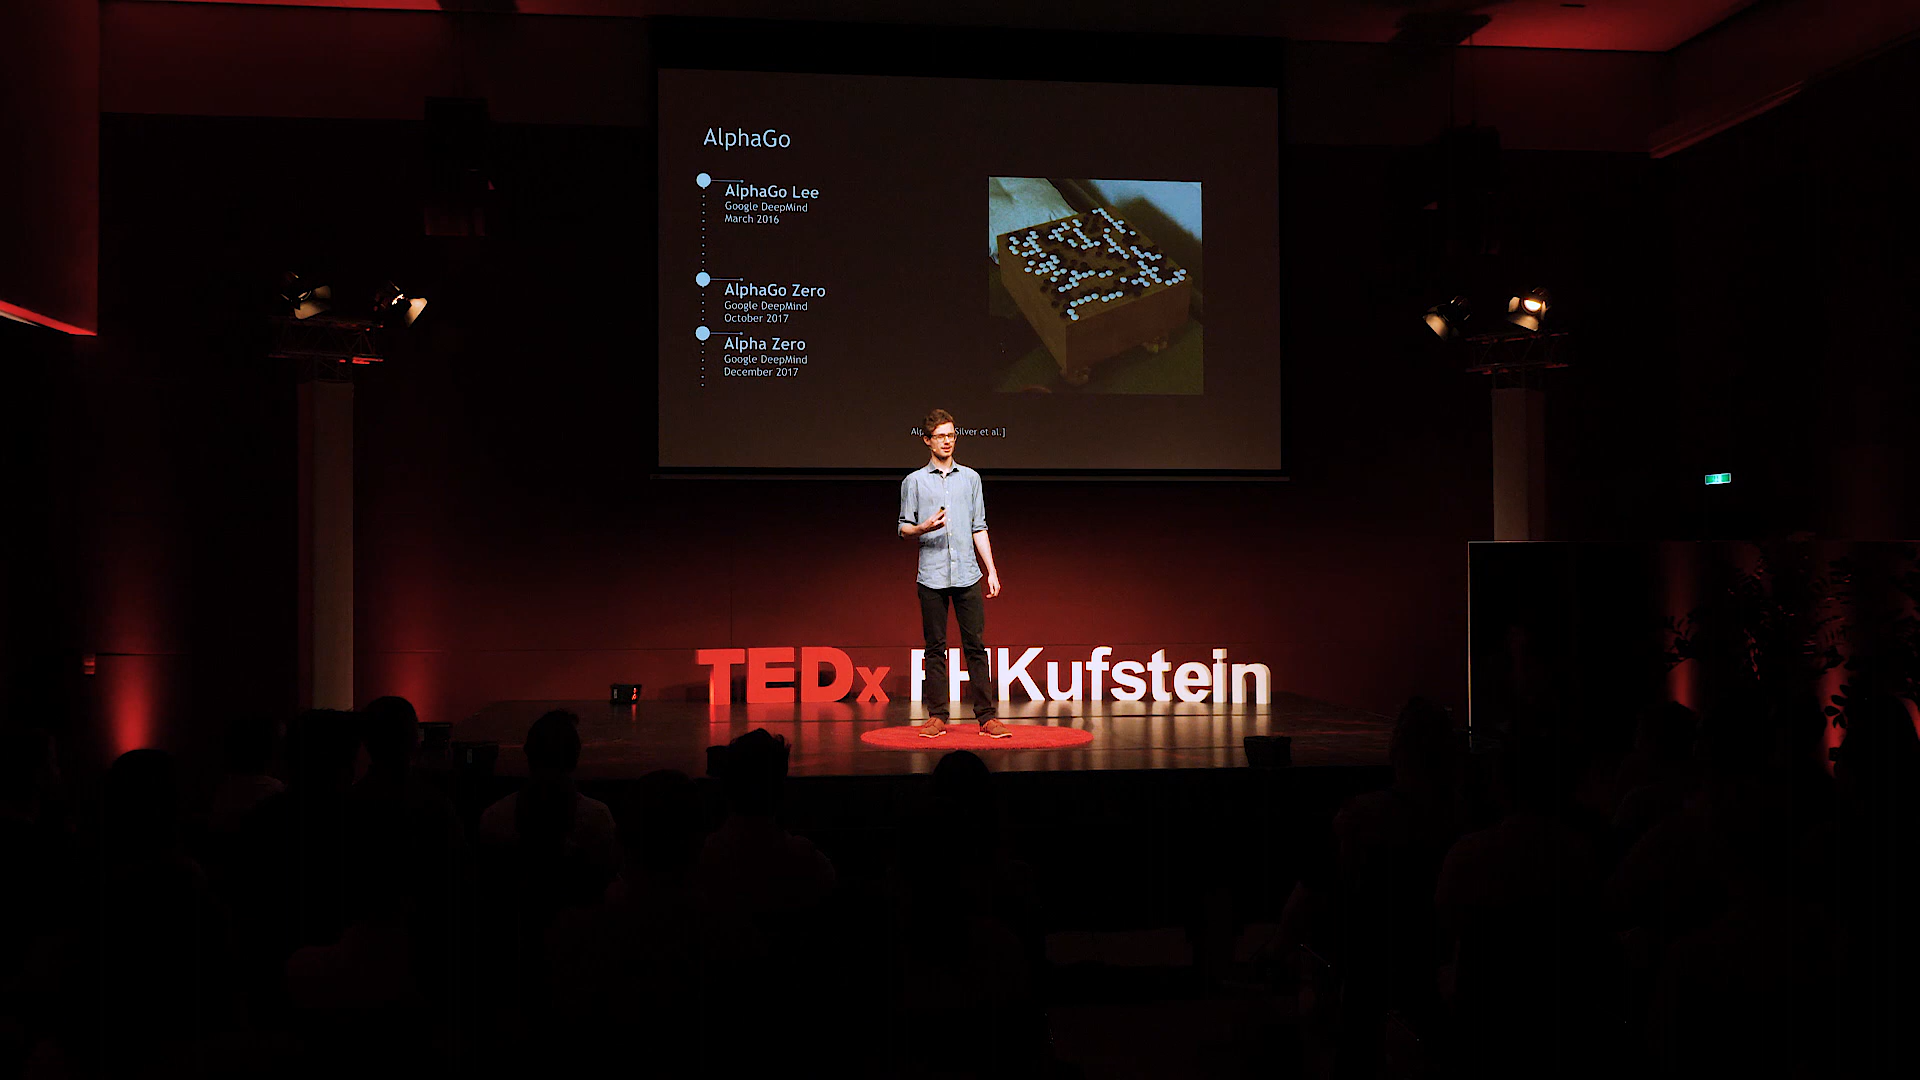 AlphaGo
AlphaGo Lee
Google DeepMind
March 2016
AlphaGo Zero
Google DeepMind
October 2017
Alpha Zero
Google DeepMind
December 2017
Silver et al.]
TEDx FHKufstein